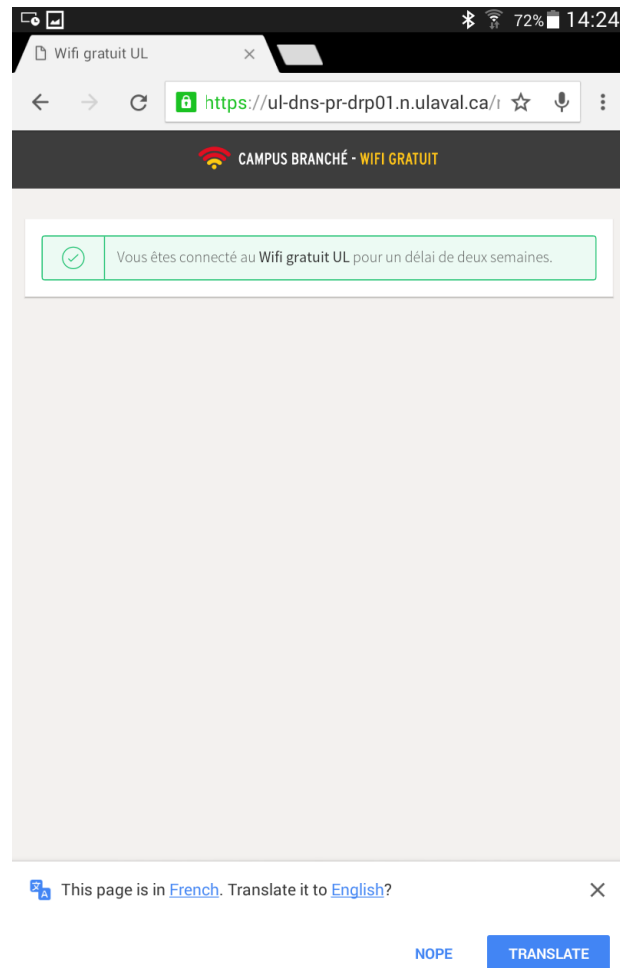 72% 14:24
Wifi gratuit UL
https://ul-dns-pr-drp01.n.ulaval.ca/r
CAMPUS BRANCHÉ - WIFI GRATUIT
Vous êtes connecté au Wifi gratuit UL pour un délai de deux semaines.
This page is in French. Translate it to English?
NOPE TRANSLATE